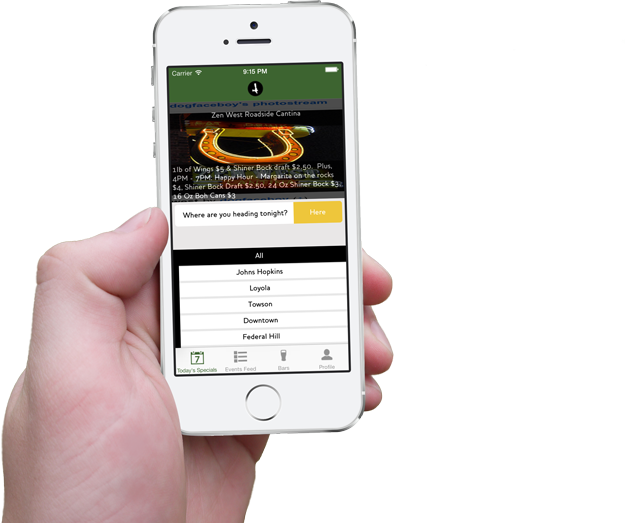 Carrier
9:15 PM
dogfaceboy's photostream
Zen West Roadside Cantina
1lb of Wings $5 & Shiner Bock draft $2.50, Plus,
4PM - 7PM: Happy Hour - Margarita on the rocks
$4, Shiner Bock Draft $2.50, 24 Oz Shiner Bock $3,
16 Oz Boh Cans $3
Where are you heading tonight?
Here
All
Johns Hopkins
Loyola
Towson
Downtown
Federal Hill
7
Today's Specials
Events Feed
Bars
Profile